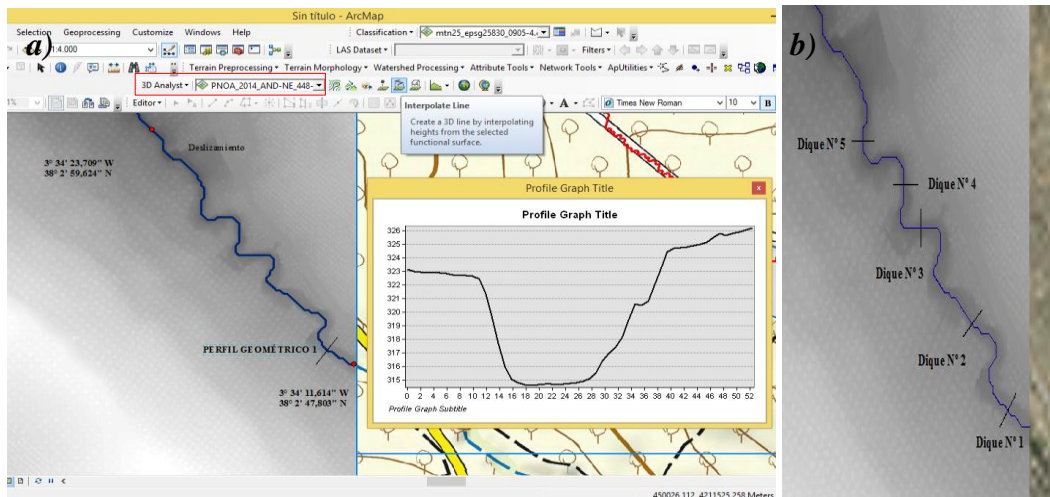 Sin título - ArcMap
Selection Geoprocessing Customize Windows Help
Classification mtn25_epsg25830_0905-4.
a)
1:4.000
LAS Dataset
Filters
Terrain Preprocessing Terrain Morphology Watershed Processing Attribute Tools Network Tools ApUtilities
3D Analyst PNOA_2014_AND-NE_448-
Editor
A
Times New Roman
10
B
Interpolate Line
Create a 3D line by interpolating
heights from the selected
functional surface.
Deslizamiento
3° 34' 23,709" W
38° 2' 59,624" N
PERFIL GEOMÉTRICO 1
3° 34' 11,614" W
38° 2' 47,803" N
Profile Graph Title
x
Profile Graph Title
326
325
324
323
322
321
320
319
318
317
316
315
0 2 4 6 8 10 12 14 16 18 20 22 24 26 28 30 32 34 36 38 40 42 44 46 48 50 52
Profile Graph Subtitle
450026,112 4211525,258 Meters
b)
Dique Nº 5
Dique Nº 4
Dique Nº 3
Dique Nº 2
Dique Nº 1